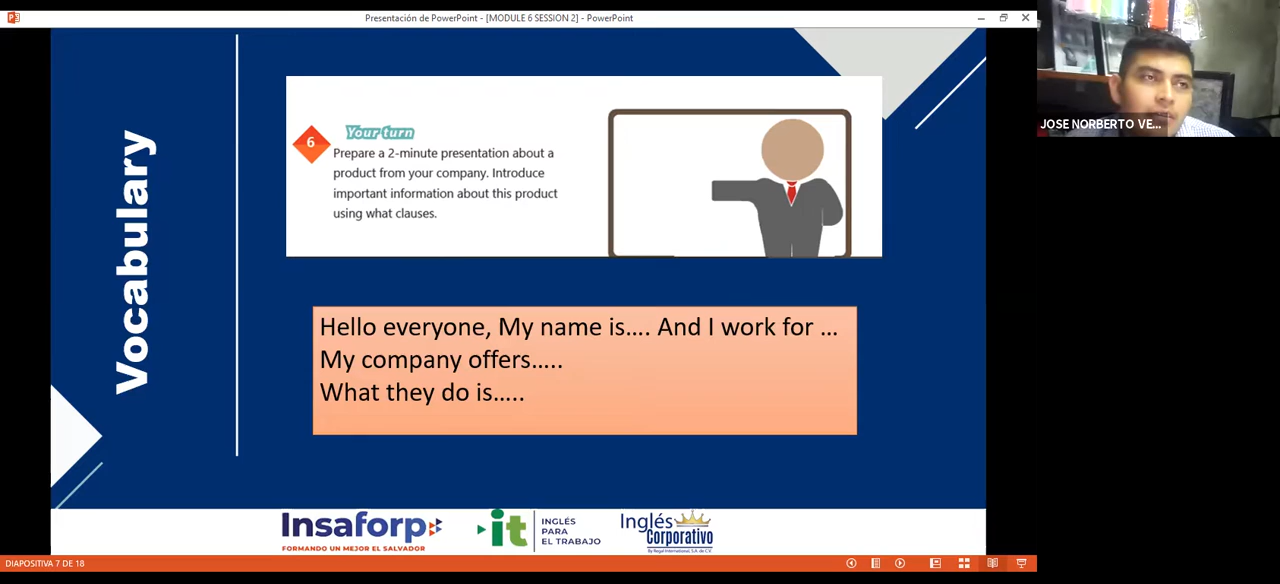 Presentación de PowerPoint - [MODULE 6 SESSION 2] - PowerPoint
JOSE NORBERTO VE...
Vocabulary
6
Your turn
Prepare a 2-minute presentation about a
product from your company. Introduce
important information about this product
using what clauses.
Hello everyone, My name is.... And I work for ...
My company offers.....
What they do is.....
Insaforp
FORMANDO UN MEJOR EL SALVADOR
it
INGLÉS
PARA
EL TRABAJO
Inglés
Corporativo
By Regal International, S.A. de C.V.
DIAPOSITIVA 7 DE 18